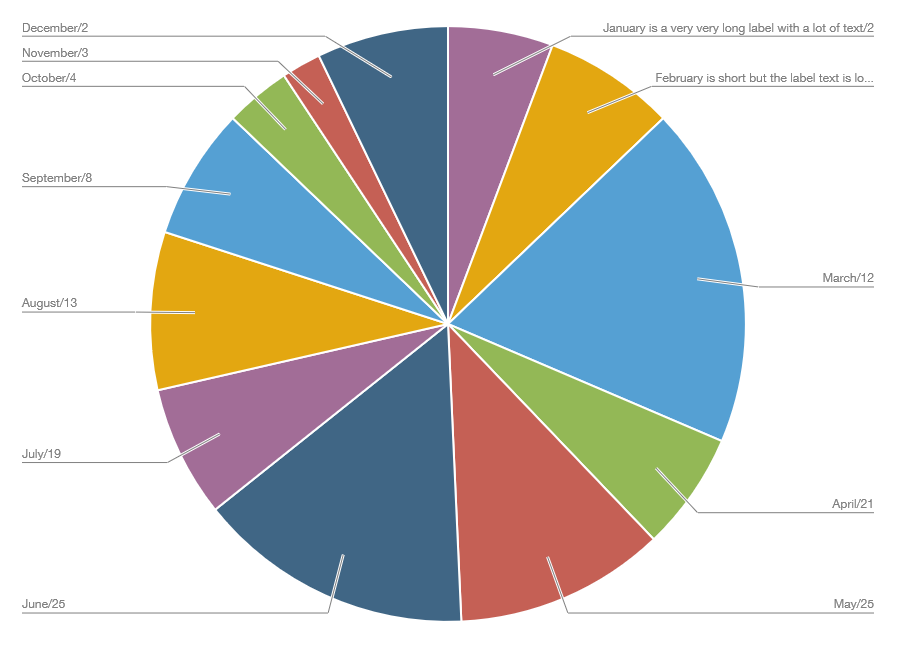 December/2
January is a very very long label with a lot of text/2
November/3
October/4
February is short but the label text is lo...
September/8
March/12
August/13
July/19
April/21
June/25
May/25